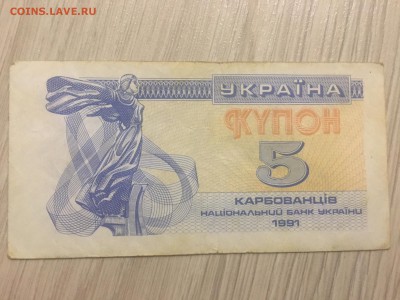 COINS.LAVE.RU
УКРАЇНА
КУПОН
5
КАРБОВАНЦІВ
НАЦІОНАЛЬНИЙ БАНК УКРАЇНИ
1991